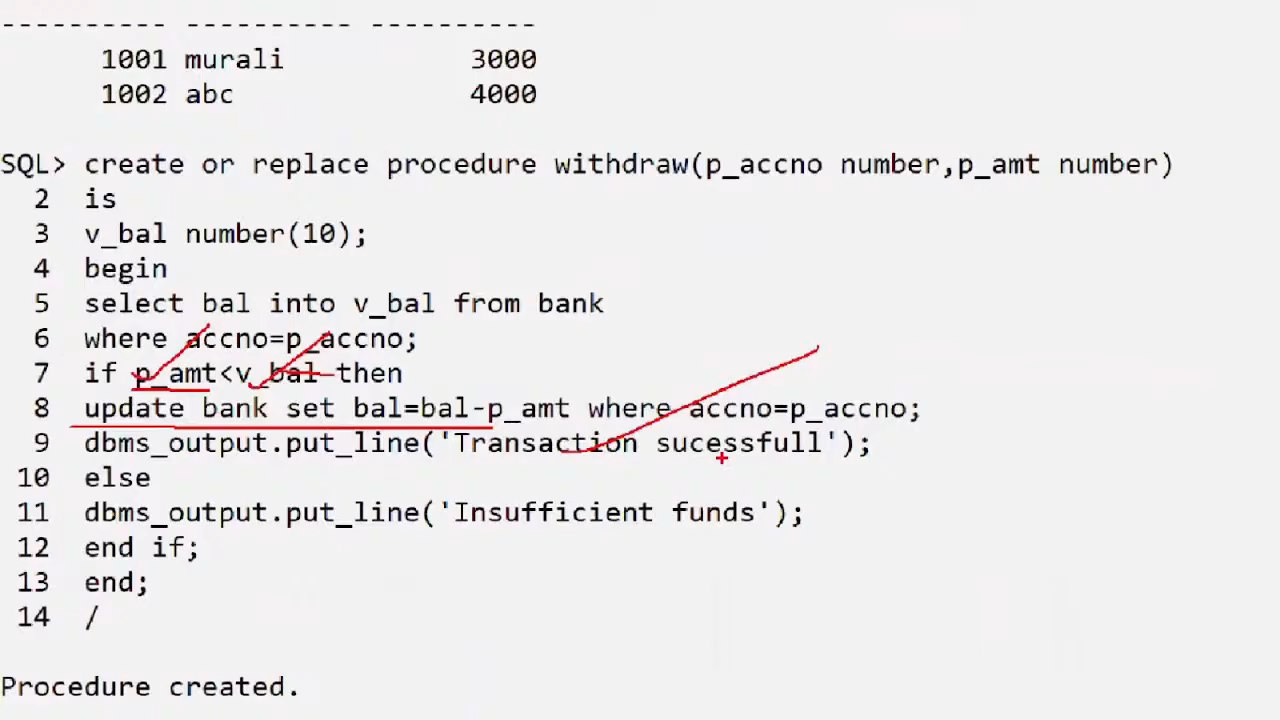 ---------- ---------- ----------
1001 murali 3000
1002 abc 4000
SQL> create or replace procedure withdraw(p_accno number,p_amt number)
2 is
3 v_bal number(10);
4 begin
5 select bal into v_bal from bank
6 where accno=p_accno;
7 if p_amt<v_bal then
8 update bank set bal=bal-p_amt where accno=p_accno;
9 dbms_output.put_line('Transaction sucessfull');
10 else
11 dbms_output.put_line('Insufficient funds');
12 end if;
13 end;
14 /
Procedure created.